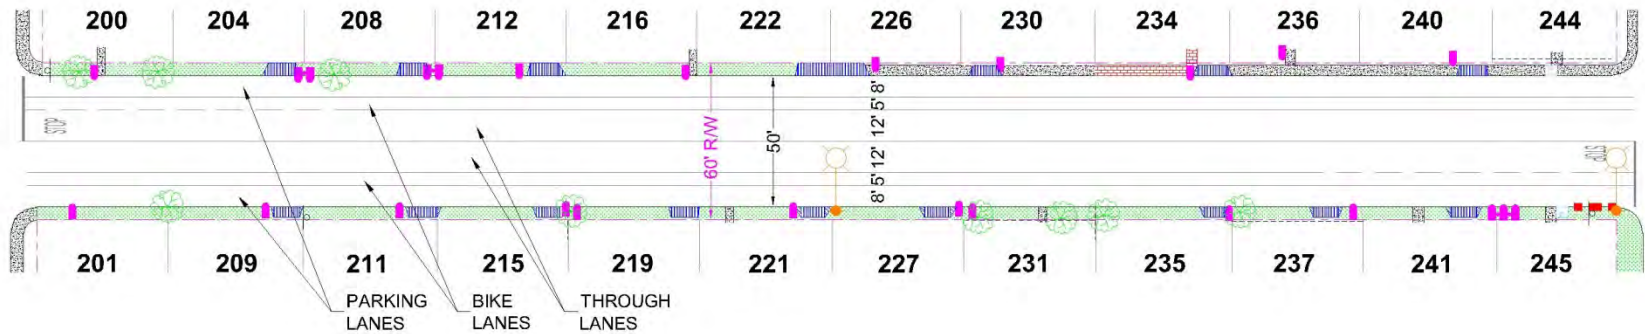 200 204 208 212 216 222 226 230 234 236 240 244
STOP
60' R/W
50'
8' 5' 12' 12' 5' 8'
STOP
201 209 211 215 219 221 227 231 235 237 241 245
PARKING
LANES
BIKE
LANES
THROUGH
LANES